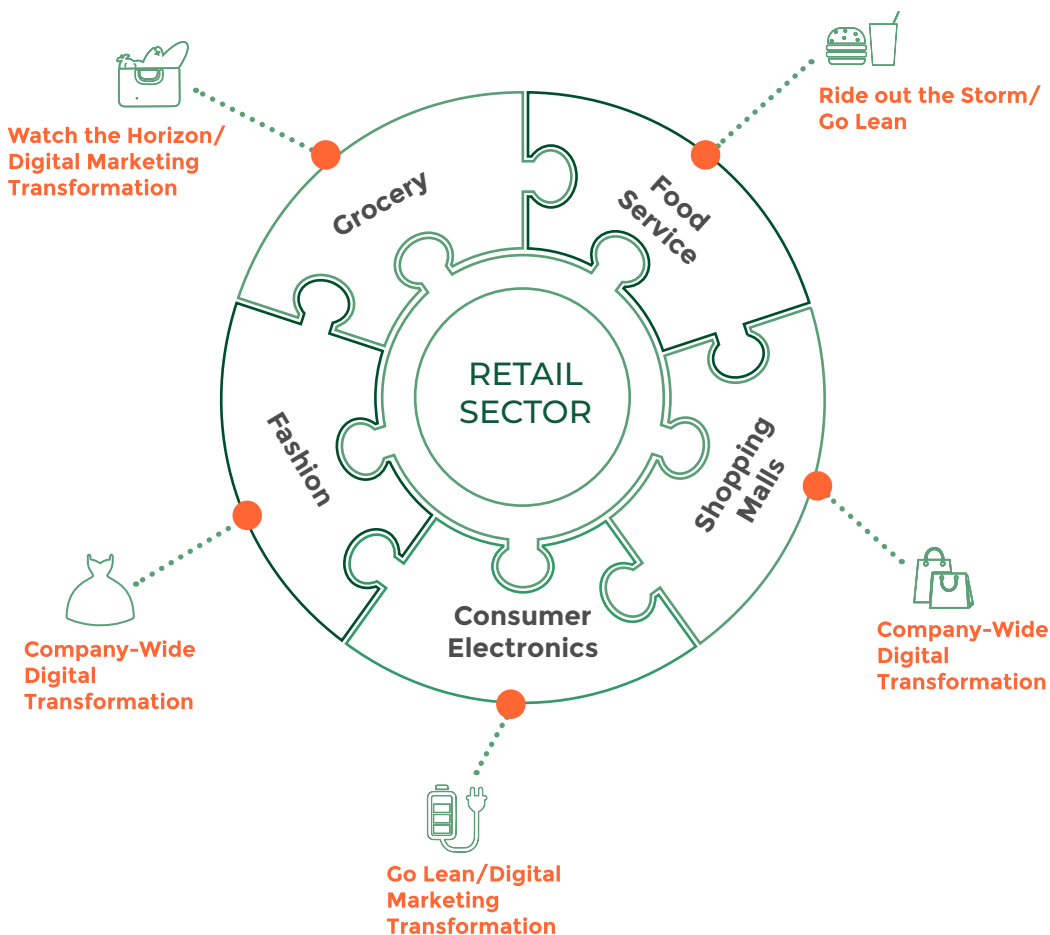 Ride out the Storm/
Go Lean
Watch the Horizon/
Digital Marketing
Transformation
Grocery
Food
Service
RETAIL
SECTOR
Fashion
Shopping
Malls
Consumer
Electronics
Company-Wide
Digital
Transformation
Company-Wide
Digital
Transformation
Go Lean/Digital
Marketing
Transformation